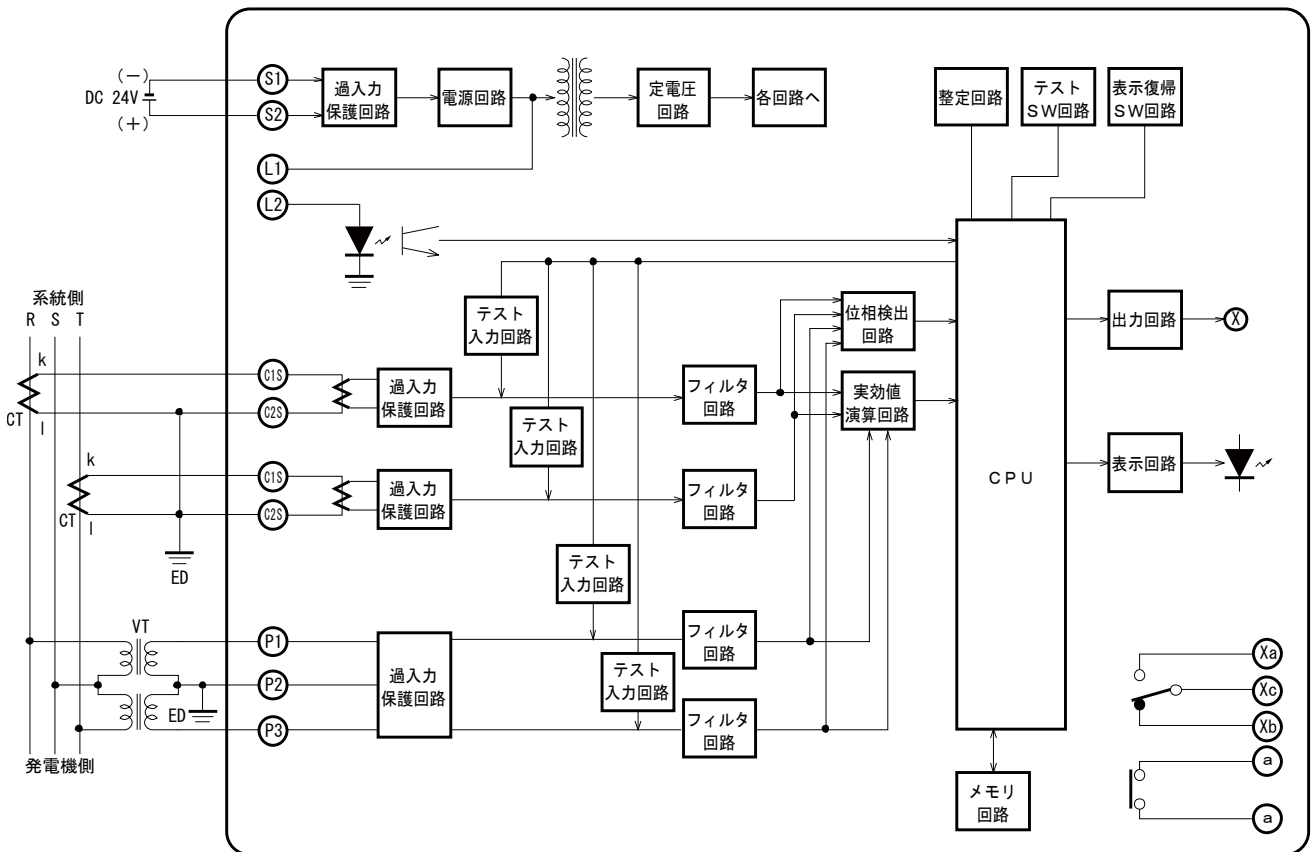 (－)
DC 24V
(＋)
S1
S2
L1
L2
過入力
保護回路
電源回路
定電圧
回路
各回路へ
整定回路
テスト
ＳＷ回路
表示復帰
ＳＷ回路
系統側
R S T
k
CT
l
k
CT
l
ED
C1S
C2S
C1S
C2S
過入力
保護回路
過入力
保護回路
テスト
入力回路
テスト
入力回路
テスト
入力回路
テスト
入力回路
フィルタ
回路
フィルタ
回路
フィルタ
回路
フィルタ
回路
位相検出
回路
実効値
演算回路
ＣＰＵ
出力回路
X
表示回路
VT
ED
P1
P2
P3
過入力
保護回路
発電機側
メモリ
回路
Xa
Xc
Xb
a
a